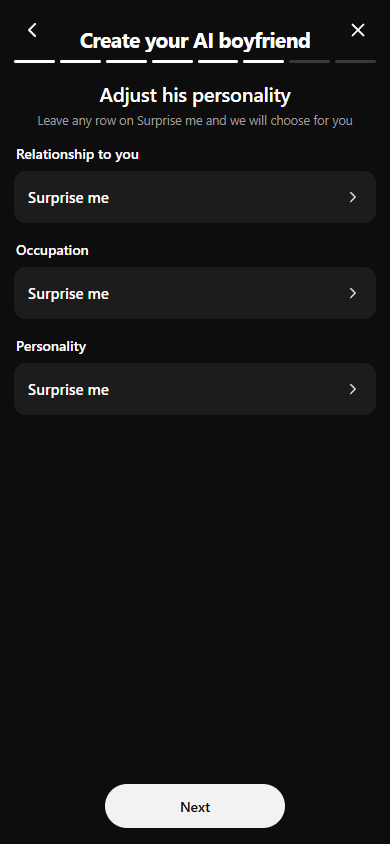 Create your AI boyfriend
Adjust his personality
Leave any row on Surprise me and we will choose for you
Relationship to you
Surprise me
Occupation
Surprise me
Personality
Surprise me
Next